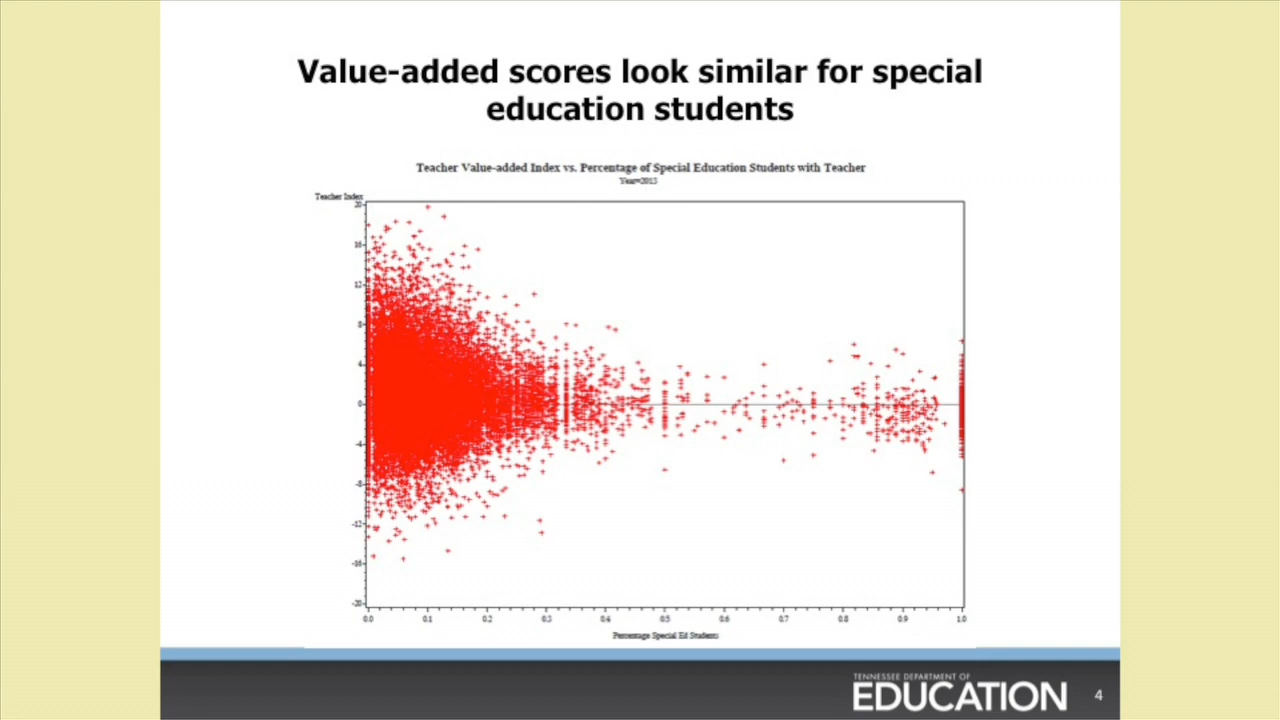 Value-added scores look similar for special
education students
Teacher Value-added Index vs. Percentage of Special Education Students with Teacher
Year=2013
Teacher Index
20
16
12
8
4
0
-4
-8
-12
-16
-20
0.0 0.1 0.2 0.3 0.4 0.5 0.6 0.7 0.8 0.9 1.0
Percentage Special Ed Students
TENNESSEE DEPARTMENT OF
EDUCATION
4